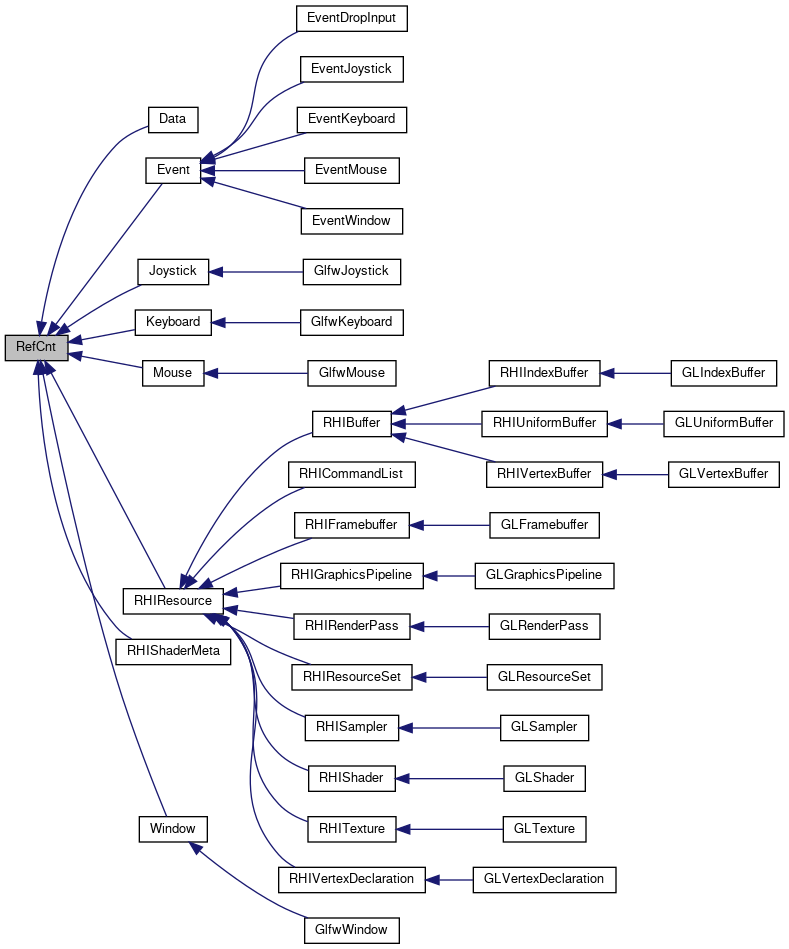 EventDropInput
EventJoystick
Data
EventKeyboard
Event
EventMouse
EventWindow
Joystick
GlfwJoystick
Keyboard
GlfwKeyboard
RefCnt
Mouse
GlfwMouse
RHIIndexBuffer
GLIndexBuffer
RHIBuffer
RHIUniformBuffer
GLUniformBuffer
RHIVertexBuffer
GLVertexBuffer
RHICommandList
RHIFramebuffer
GLFramebuffer
RHIGraphicsPipeline
GLGraphicsPipeline
RHIResource
RHIRenderPass
GLRenderPass
RHIShaderMeta
RHIResourceSet
GLResourceSet
RHISampler
GLSampler
RHIShader
GLShader
Window
RHITexture
GLTexture
RHIVertexDeclaration
GLVertexDeclaration
GlfwWindow